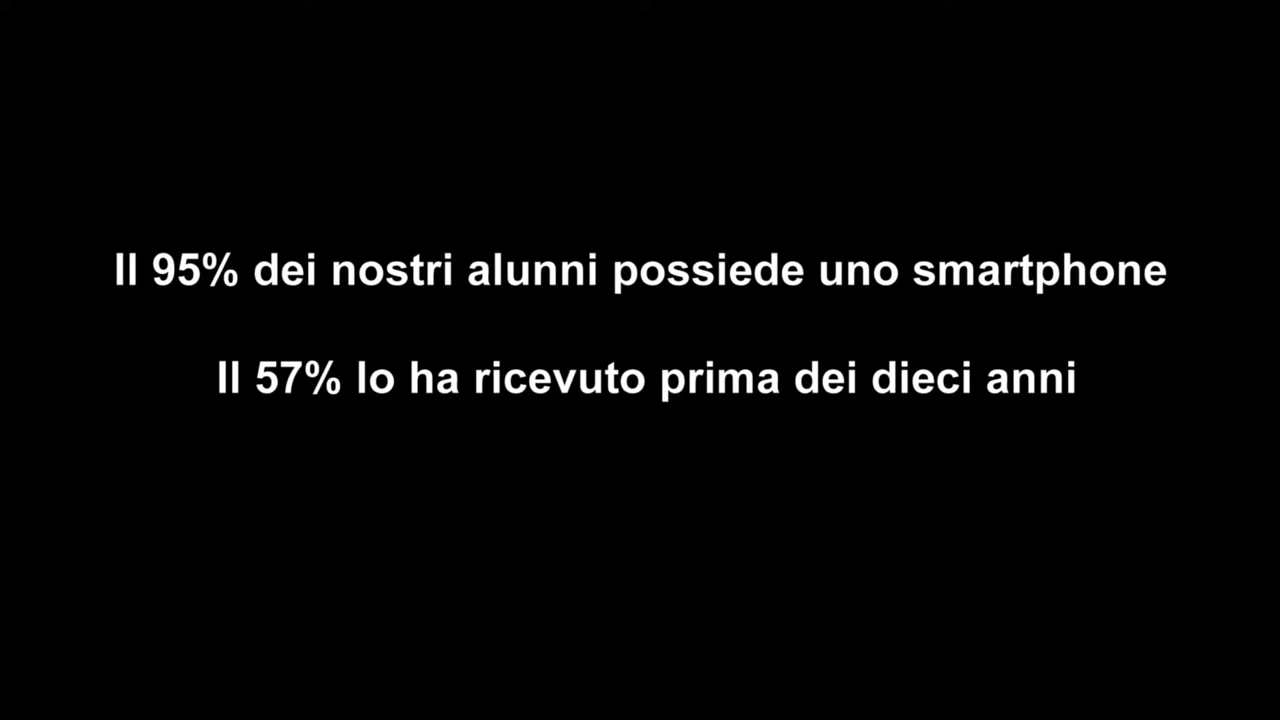 Il 95% dei nostri alunni possiede uno smartphone
Il 57% lo ha ricevuto prima dei dieci anni